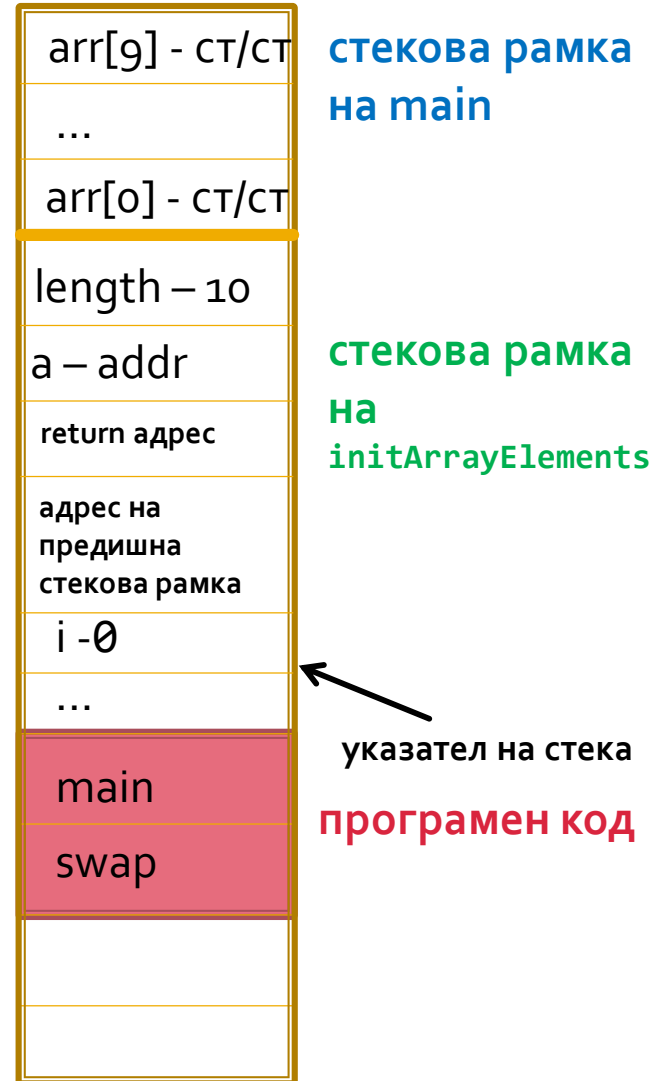 arr[9] - ст/ст
...
arr[0] - ст/ст
стекова рамка
на main
length – 10
a – addr
return адрес
адрес на
предишна
стекова рамка
i -0
...
стекова рамка
на
initArrayElements
указател на стека
main
swap
програмен код